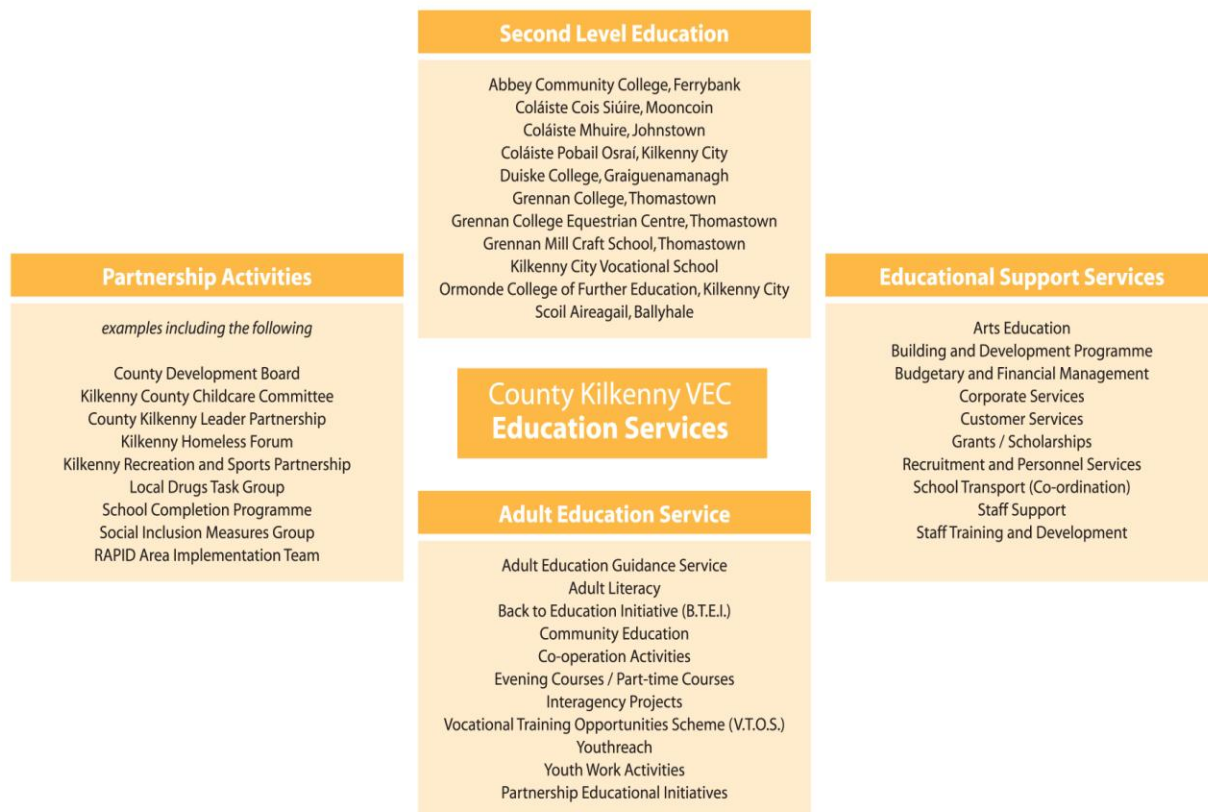 Second Level Education
Abbey Community College, Ferrybank
Coláiste Cois Siúire, Mooncoin
Coláiste Mhuire, Johnstown
Coláiste Pobail Osraí, Kilkenny City
Duiske College, Graiguenamanagh
Grennan College, Thomastown
Grennan College Equestrian Centre, Thomastown
Grennan Mill Craft School, Thomastown
Kilkenny City Vocational School
Ormonde College of Further Education, Kilkenny City
Scoil Aireagail, Ballyhale
Partnership Activities
examples including the following
County Development Board
Kilkenny County Childcare Committee
County Kilkenny Leader Partnership
Kilkenny Homeless Forum
Kilkenny Recreation and Sports Partnership
Local Drugs Task Group
School Completion Programme
Social Inclusion Measures Group
RAPID Area Implementation Team
County Kilkenny VEC
Education Services
Educational Support Services
Arts Education
Building and Development Programme
Budgetary and Financial Management
Corporate Services
Customer Services
Grants / Scholarships
Recruitment and Personnel Services
School Transport (Co-ordination)
Staff Support
Staff Training and Development
Adult Education Service
Adult Education Guidance Service
Adult Literacy
Back to Education Initiative (B.T.E.I.)
Community Education
Co-operation Activities
Evening Courses / Part-time Courses
Interagency Projects
Vocational Training Opportunities Scheme (V.T.O.S.)
Youthreach
Youth Work Activities
Partnership Educational Initiatives